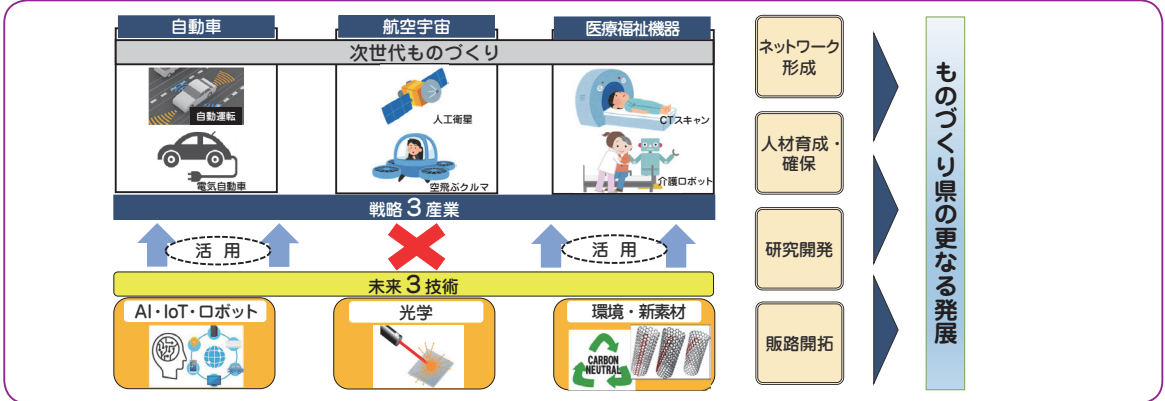 自動車
航空宇宙
医療福祉機器
次世代ものづくり
自動運転
電気自動車
人工衛星
空飛ぶクルマ
CTスキャン
介護ロボット
戦略3産業
活用
活用
未来3技術
AI・IoT・ロボット
光学
環境・新素材
CARBON
NEUTRAL
ネットワーク
形成
人材育成・
確保
研究開発
販路開拓
ものづくり県の更なる発展